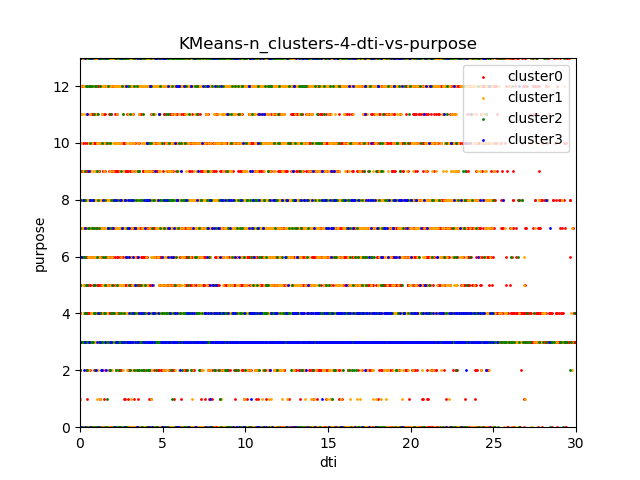 KMeans-n_clusters-4-dti-vs-purpose
cluster0
cluster1
cluster2
cluster3
purpose
12
10
8
6
4
2
0
0 5 10 15 20 25 30
dti